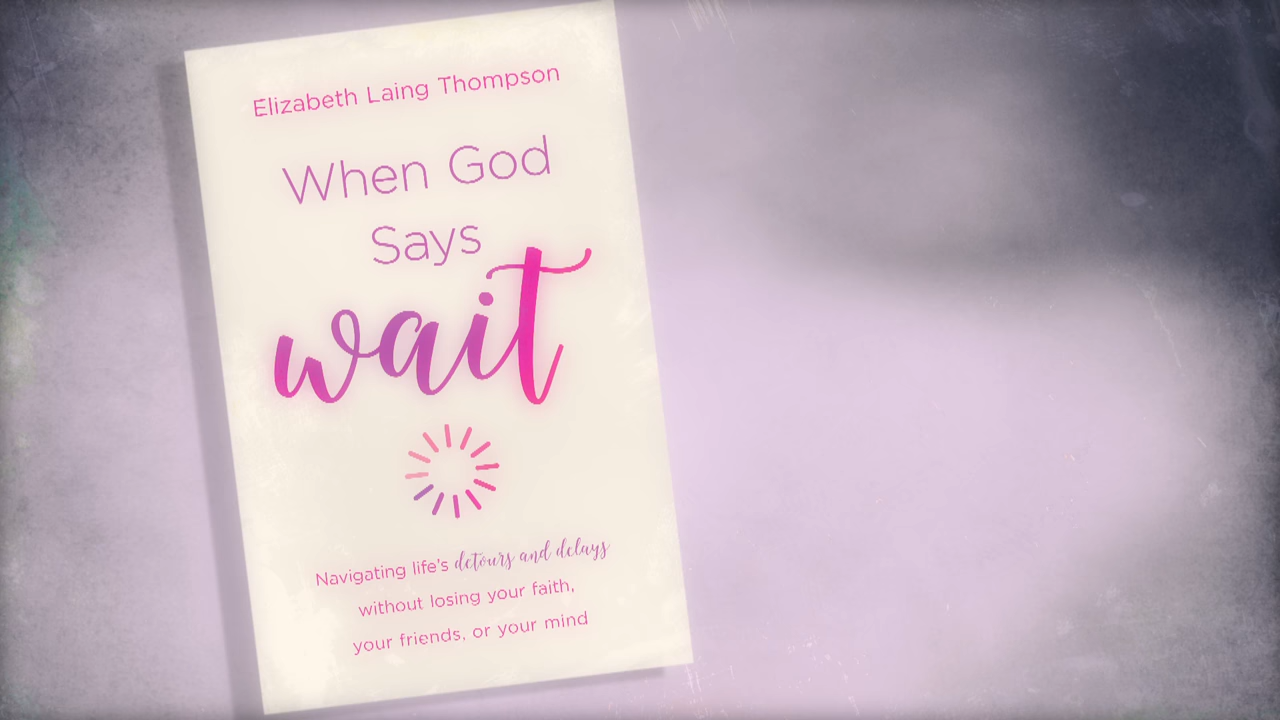 Elizabeth Laing Thompson
When God
Says
wait
Navigating life's detours and delays
without losing your faith,
your friends, or your mind